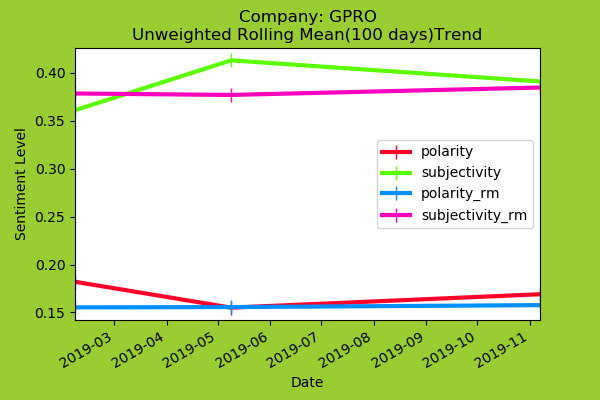 Company: GPRO
Unweighted Rolling Mean(100 days)Trend
Sentiment Level
0.40
0.35
0.30
0.25
0.20
0.15
polarity
subjectivity
polarity_rm
subjectivity_rm
2019-03
2019-04
2019-05
2019-06
2019-07
2019-08
2019-09
2019-10
2019-11
Date